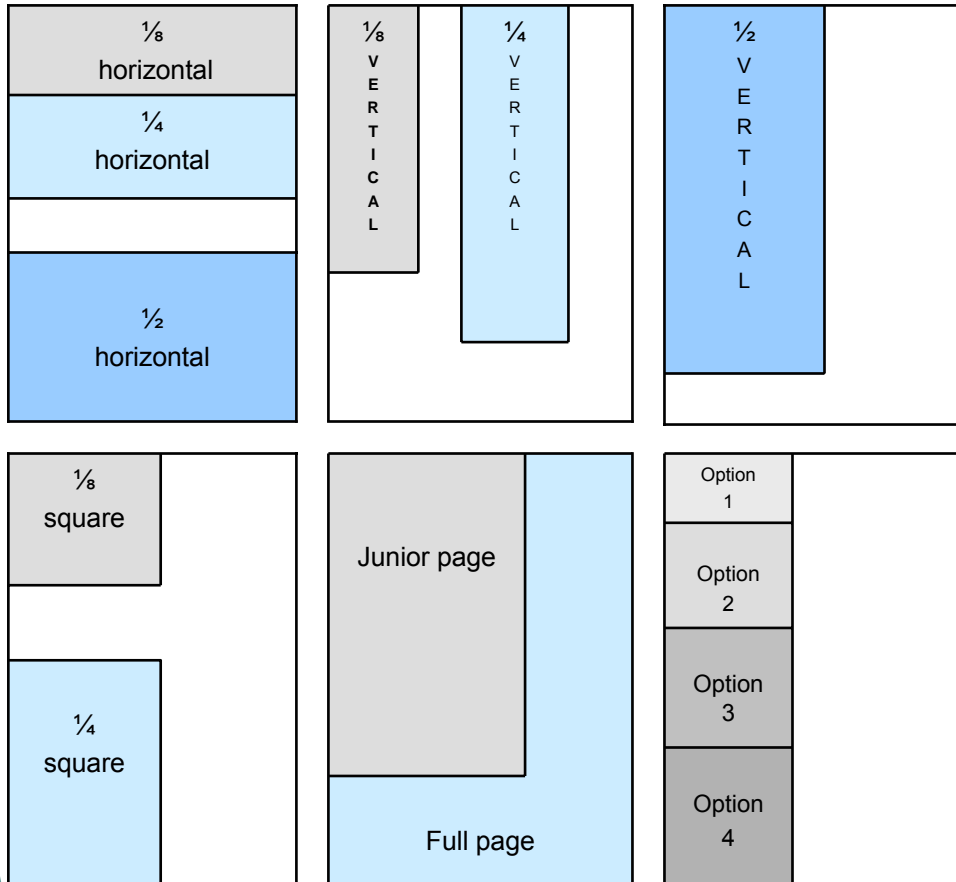 ⅛
horizontal
¼
horizontal
½
horizontal
⅛
V
E
R
T
I
C
A
L
¼
V
E
R
T
I
C
A
L
½
V
E
R
T
I
C
A
L
⅛
square
¼
square
Junior page
Full page
Option
1
Option
2
Option
3
Option
4